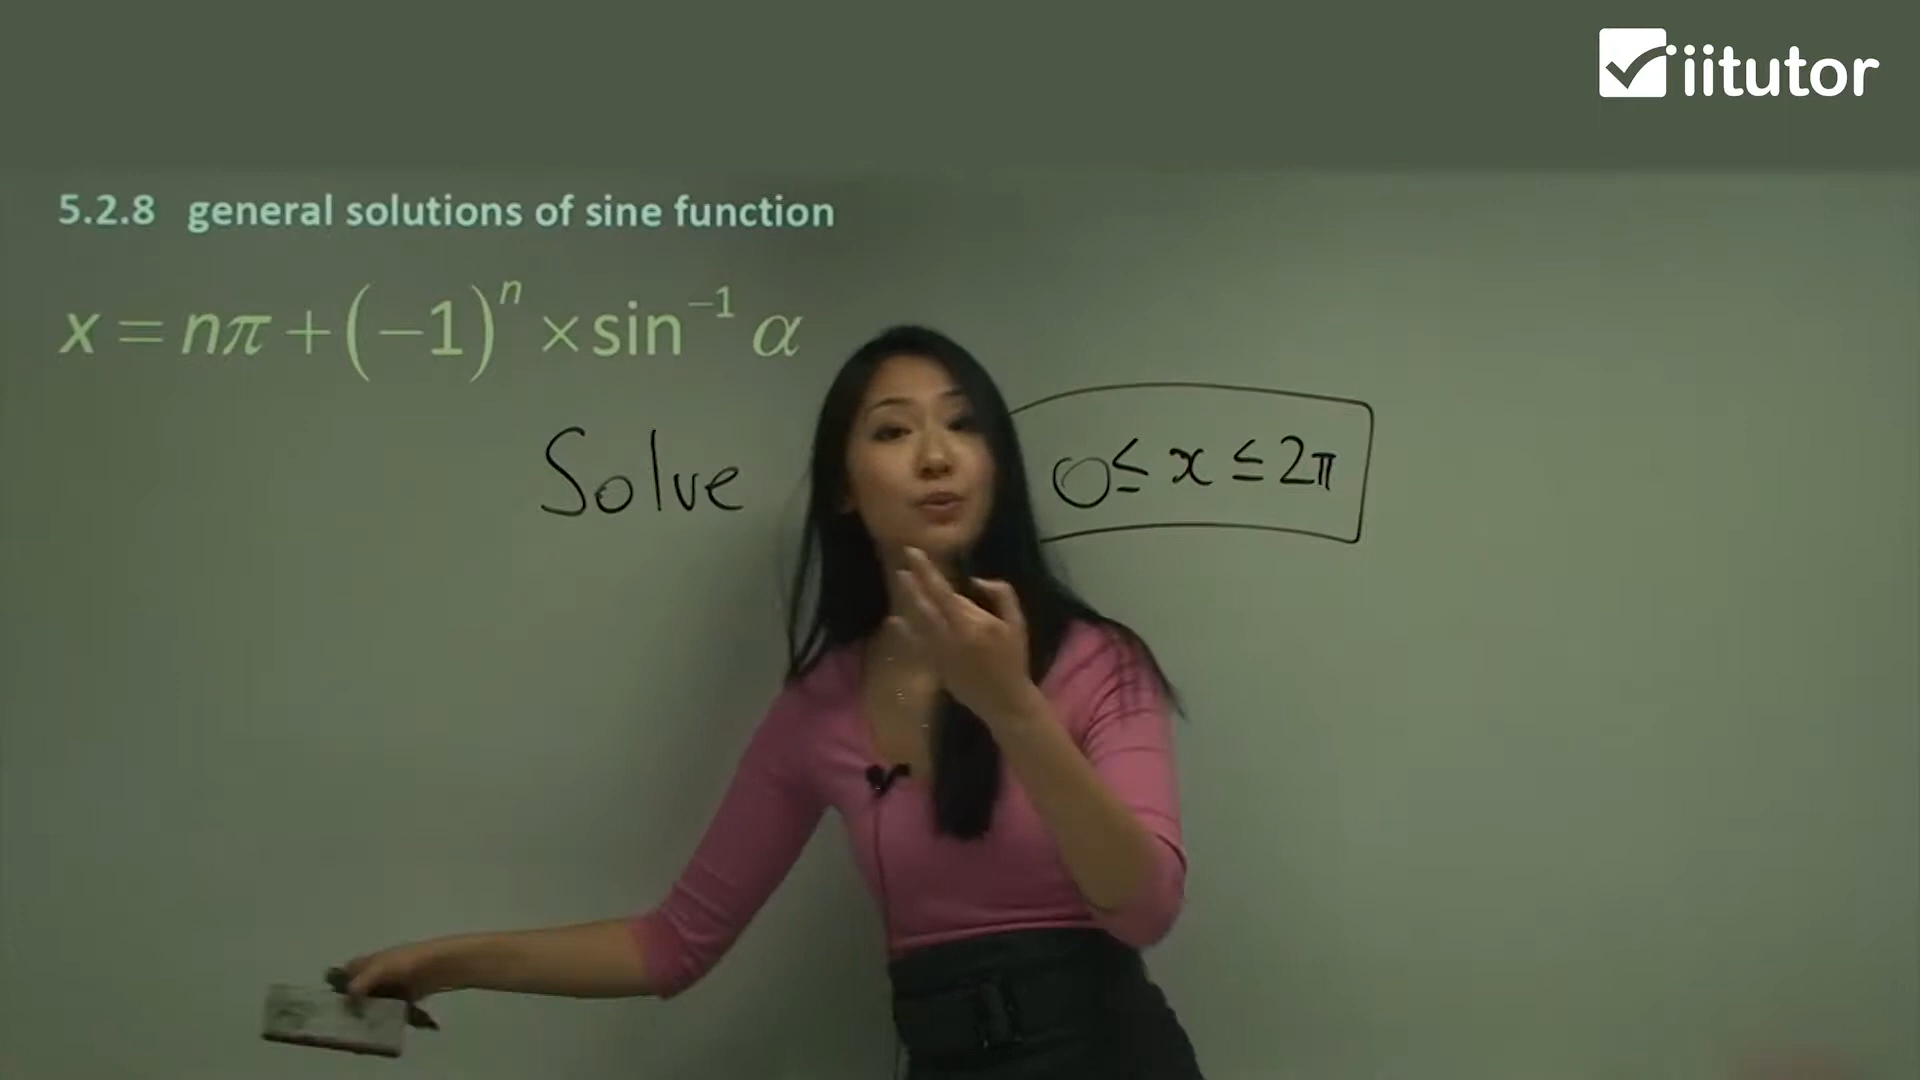 iitutor
5.2.8 general solutions of sine function
x = nπ + (−1)ⁿ × sin⁻¹ α
Solve 0 ≤ x ≤ 2π